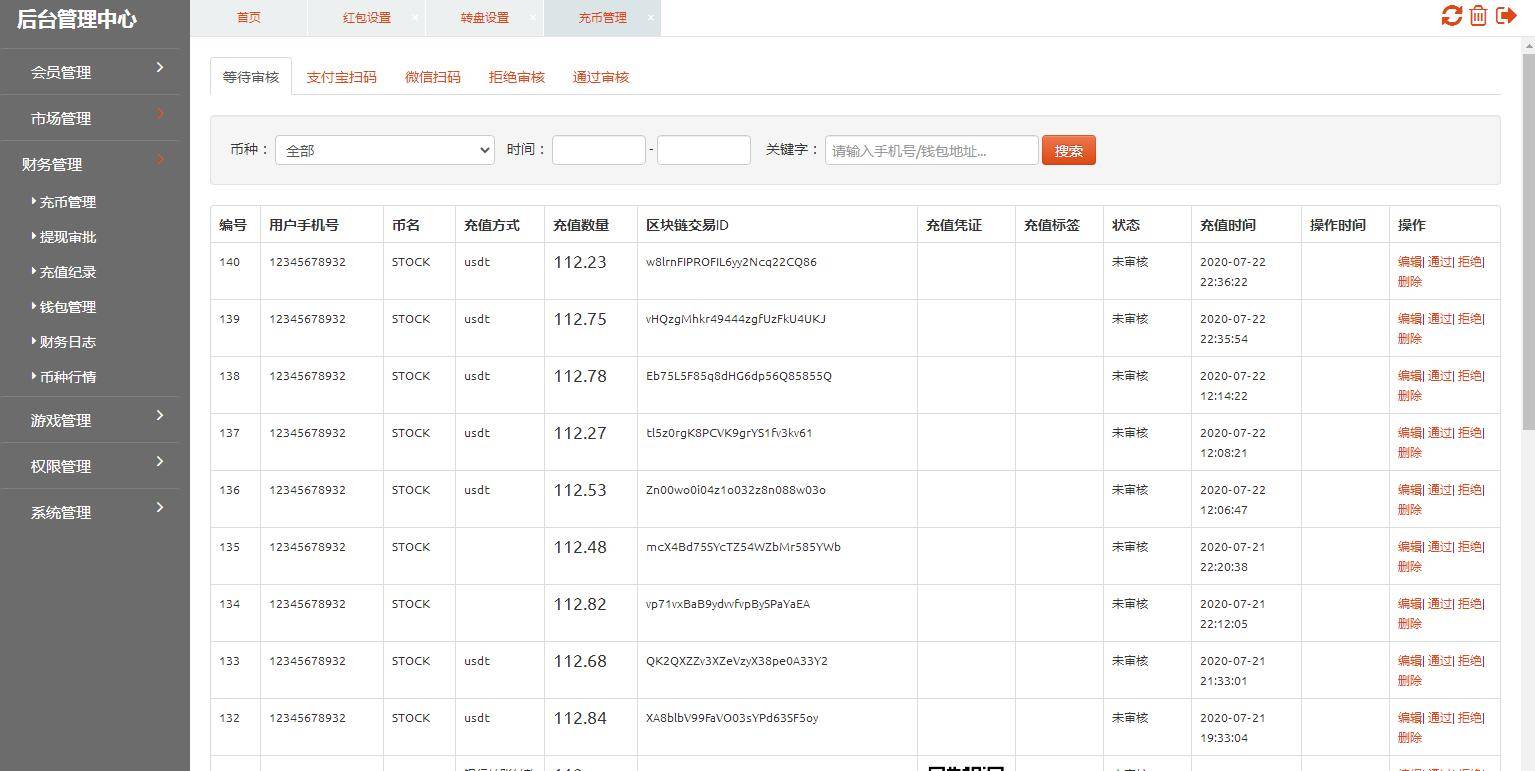 后台管理中心
首页 红包设置 × 转盘设置 × 充币管理 ×
会员管理
市场管理
财务管理
充币管理
提现审批
充值纪录
钱包管理
财务日志
币种行情
游戏管理
权限管理
系统管理
等待审核 支付宝扫码 微信扫码 拒绝审核 通过审核
币种： 全部 时间： - 关键字： 请输入手机号/钱包地址... 搜索
编号 用户手机号 币名 充值方式 充值数量 区块链交易ID 充值凭证 充值标签 状态 充值时间 操作时间 操作
140 12345678932 STOCK usdt 112.23 w8lrnFIPROFIL6yy2Ncq22CQ86 未审核 2020-07-22 编辑| 通过| 拒绝|
22:36:22 删除
139 12345678932 STOCK usdt 112.75 vHQzgMhkr49444zgfUzFkU4UKJ 未审核 2020-07-22 编辑| 通过| 拒绝|
22:35:54 删除
138 12345678932 STOCK usdt 112.78 Eb75L5F85q8dHG6dp56Q85855Q 未审核 2020-07-22 编辑| 通过| 拒绝|
12:14:22 删除
137 12345678932 STOCK usdt 112.27 tl5z0rgK8PCVK9grYS1fv3kv61 未审核 2020-07-22 编辑| 通过| 拒绝|
12:08:21 删除
136 12345678932 STOCK usdt 112.53 Zn00wo0i04z1o032z8n088w03o 未审核 2020-07-22 编辑| 通过| 拒绝|
12:06:47 删除
135 12345678932 STOCK 112.48 mcX4Bd75SYcTZ54WZbMr585YWb 未审核 2020-07-21 编辑| 通过| 拒绝|
22:20:38 删除
134 12345678932 STOCK 112.82 vp71vxBaB9ydvvfvpBySPaYaEA 未审核 2020-07-21 编辑| 通过| 拒绝|
22:12:05 删除
133 12345678932 STOCK usdt 112.68 QK2QXZZv3XZeVzyX38pe0A33Y2 未审核 2020-07-21 编辑| 通过| 拒绝|
21:33:01 删除
132 12345678932 STOCK usdt 112.84 XA8blbV99FaVO03sYPd635F5oy 未审核 2020-07-21 编辑| 通过| 拒绝|
19:33:04 删除